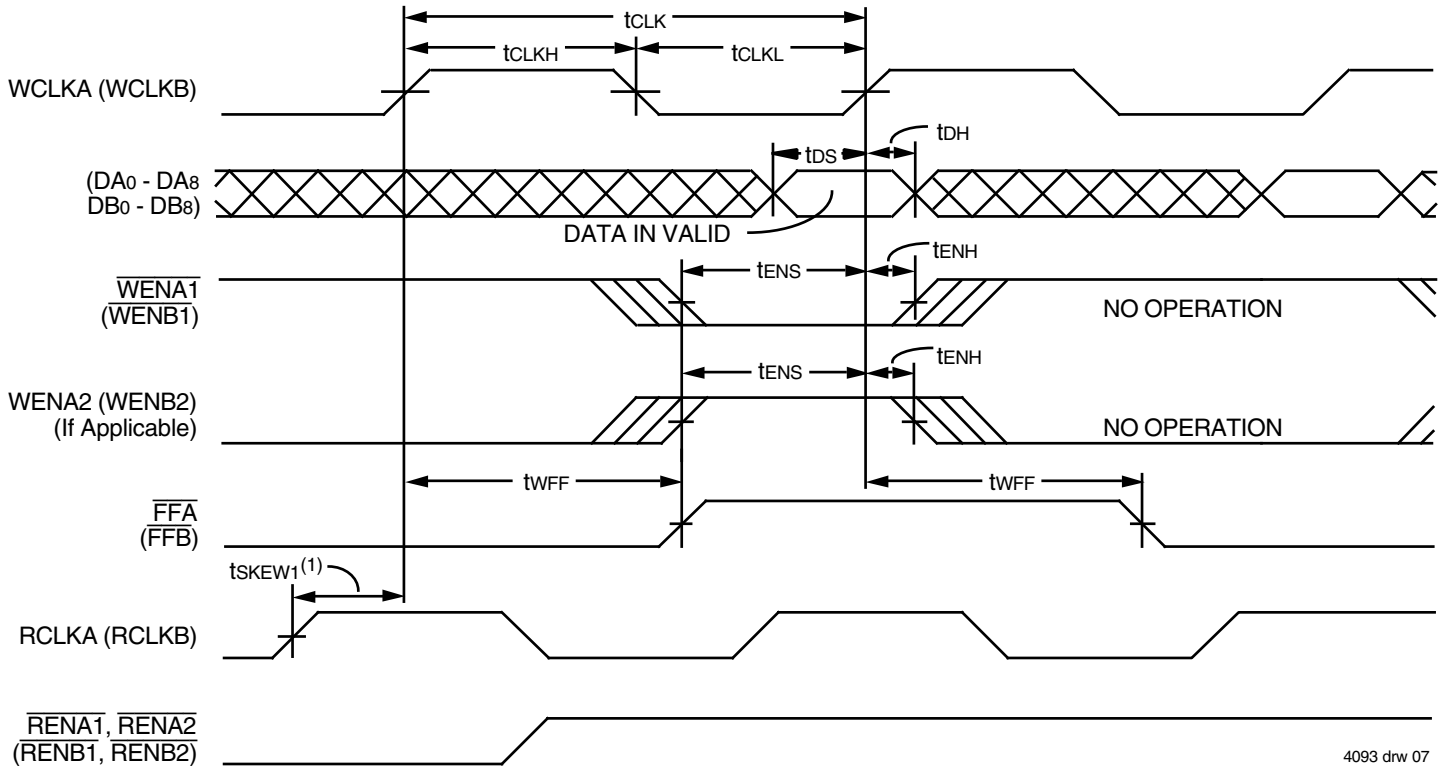 tCLK
tCLKH
tCLKL
WCLKA (WCLKB)
tDH
tDS
(DA0 - DA8
DB0 - DB8)
DATA IN VALID
tENH
tENS
WENA1
(WENB1)
NO OPERATION
tENH
tENS
WENA2 (WENB2)
(If Applicable)
NO OPERATION
tWFF
tWFF
FFA
(FFB)
tSKEW1(1)
RCLKA (RCLKB)
RENA1, RENA2
(RENB1, RENB2)
4093 drw 07